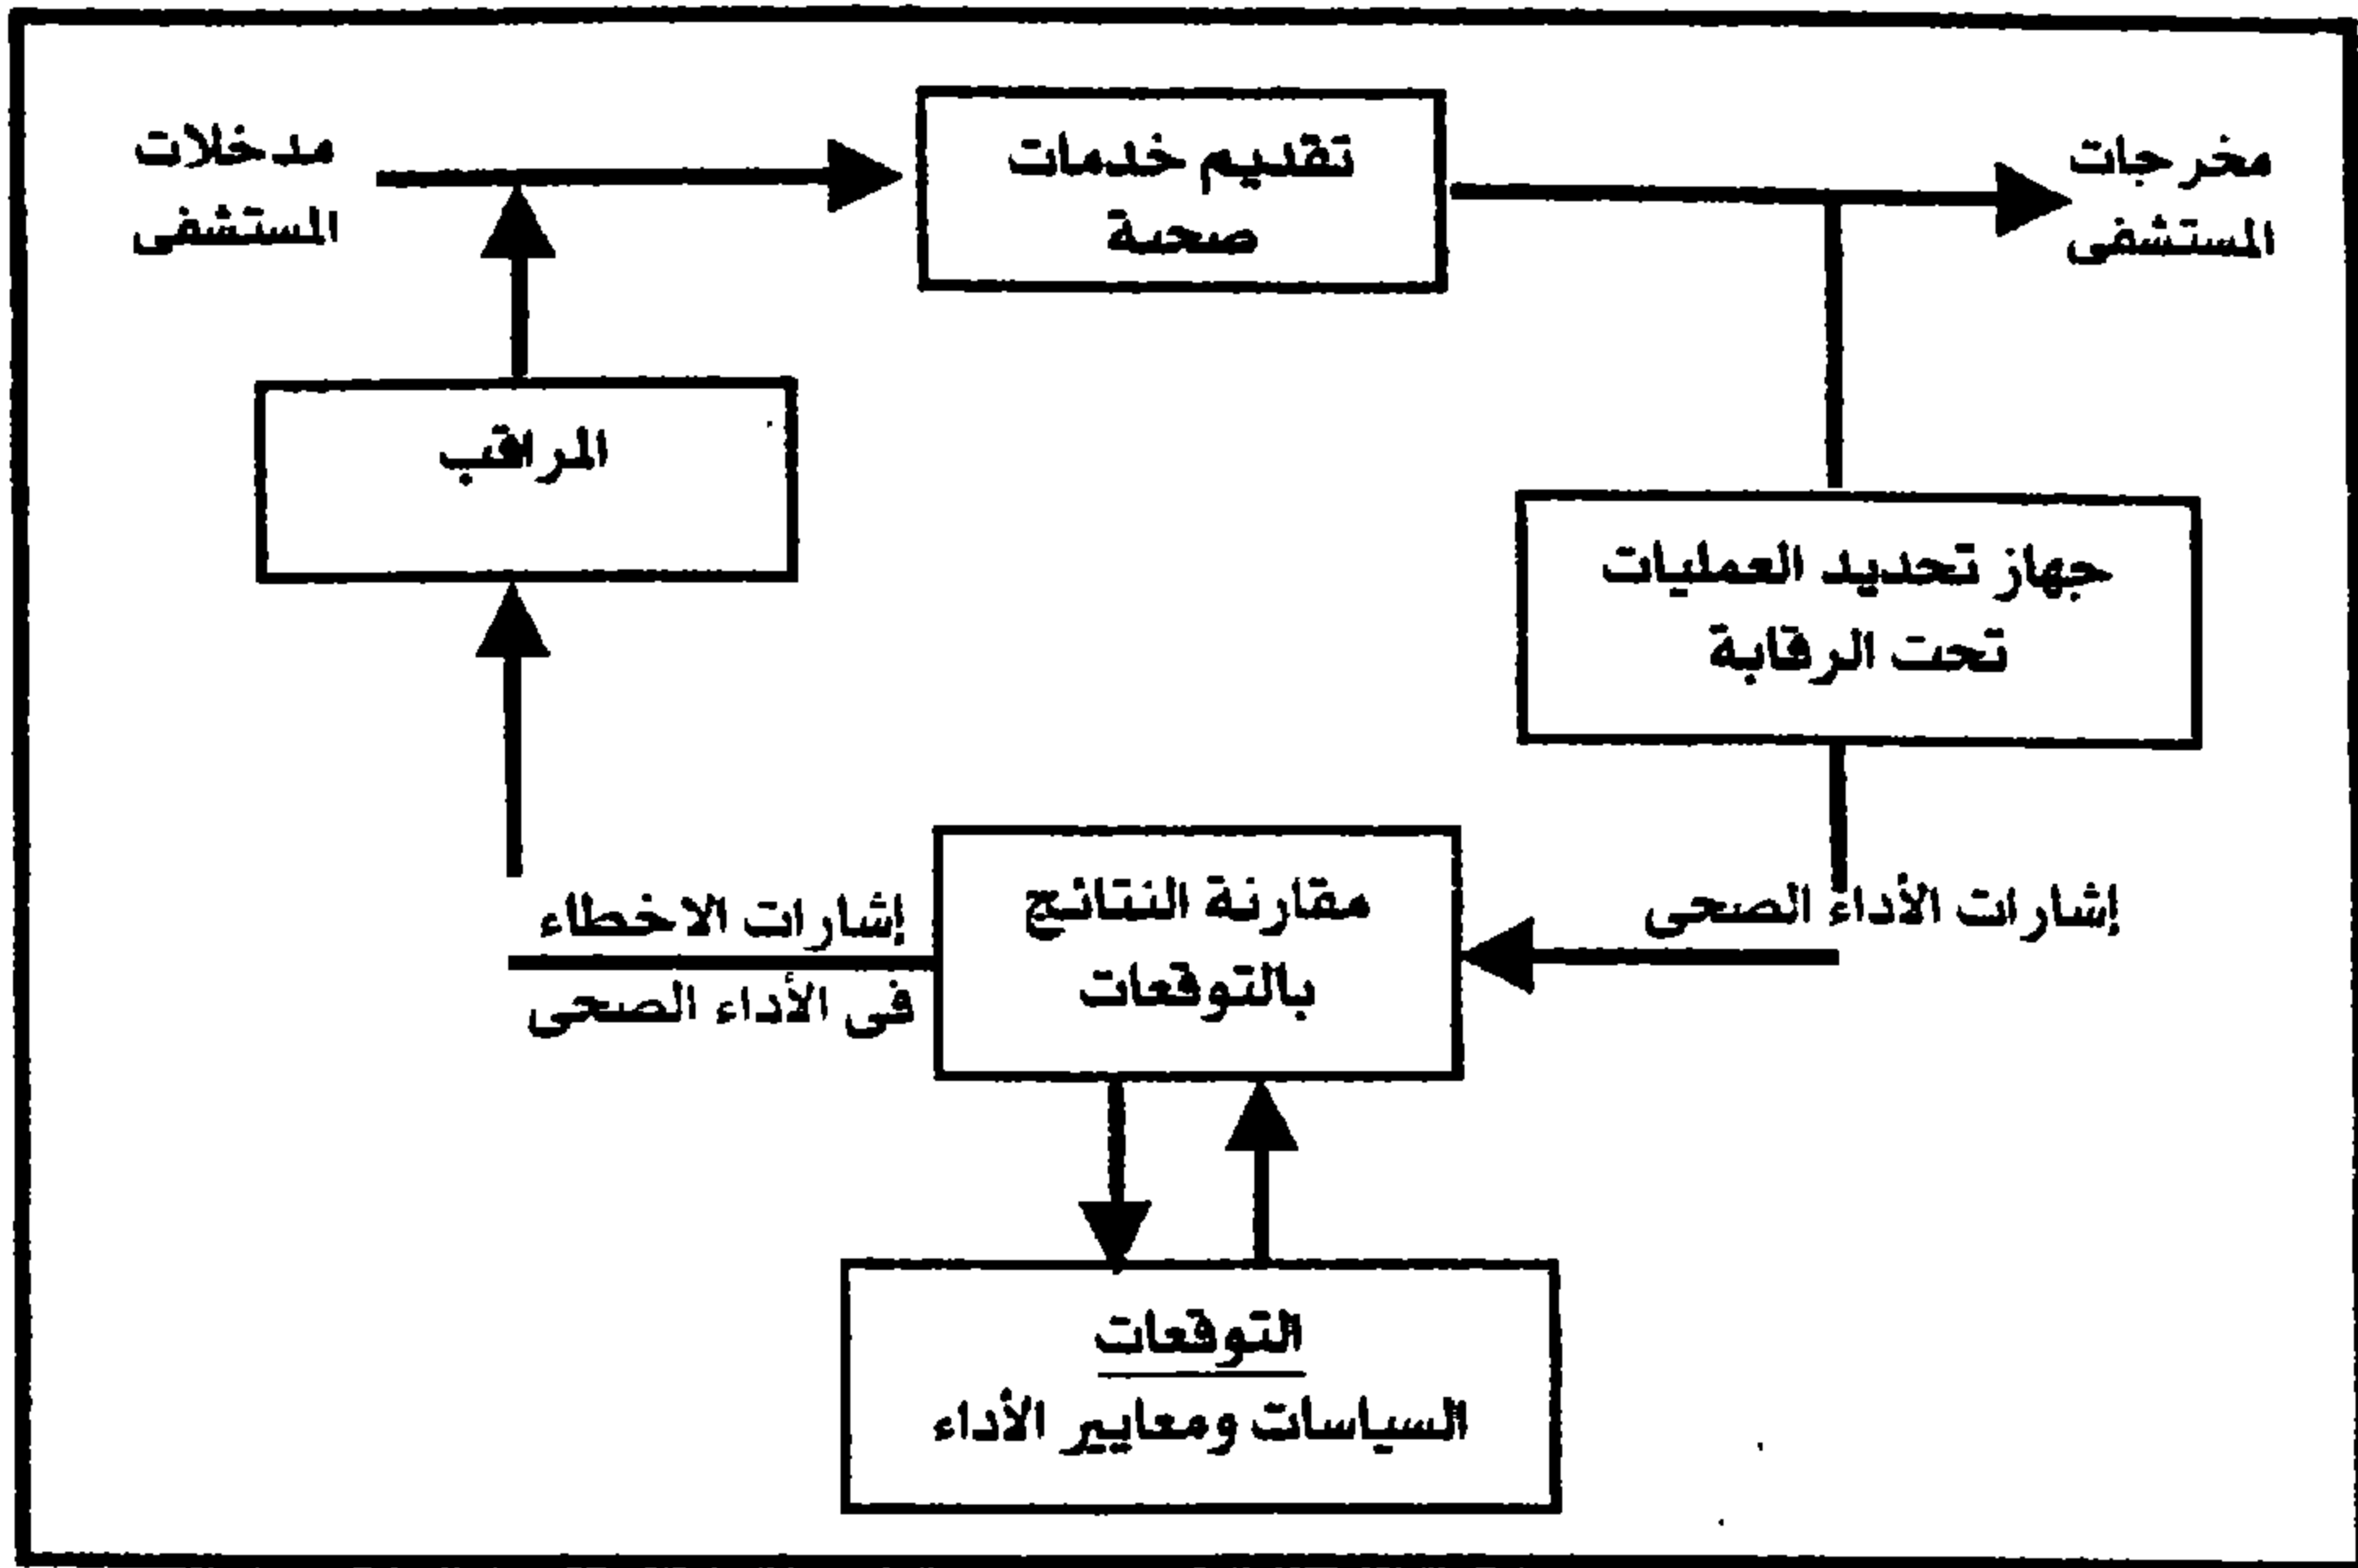 مدخلات
المستشفى
تقديم خدمات
صحية
مخرجات
المستشفى
المراقب
جهاز تحديد العمليات
تحت الرقابة
إشارات الاخطاء
فى الأداء الصحى
مقارنة النتائج
بالتوقعات
إشارات الأداء الصحى
التوقعات
السياسات ومعايير الأداء